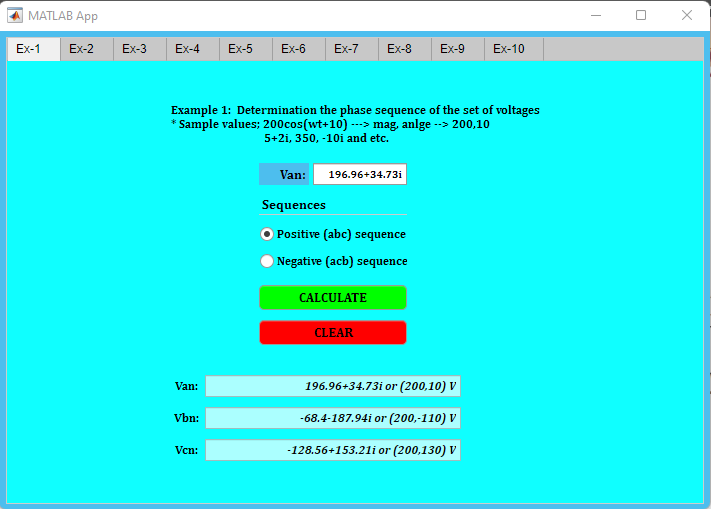 MATLAB App
Ex-1 Ex-2 Ex-3 Ex-4 Ex-5 Ex-6 Ex-7 Ex-8 Ex-9 Ex-10
Example 1: Determination the phase sequence of the set of voltages
* Sample values; 200cos(wt+10) ---> mag, anlge --> 200,10
5+2i, 350, -10i and etc.
Van: 196.96+34.73i
Sequences
Positive (abc) sequence
Negative (acb) sequence
CALCULATE
CLEAR
Van: 196.96+34.73i or (200,10) V
Vbn: -68.4-187.94i or (200,-110) V
Vcn: -128.56+153.21i or (200,130) V